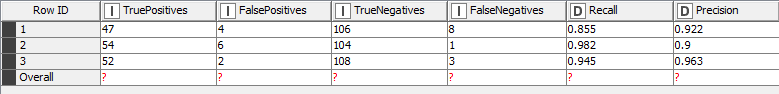 Row ID I TruePositives I FalsePositives I TrueNegatives I FalseNegatives D Recall D Precision
1 47 4 106 8 0.855 0.922
2 54 6 104 1 0.982 0.9
3 52 2 108 3 0.945 0.963
Overall ? ? ? ? ? ?